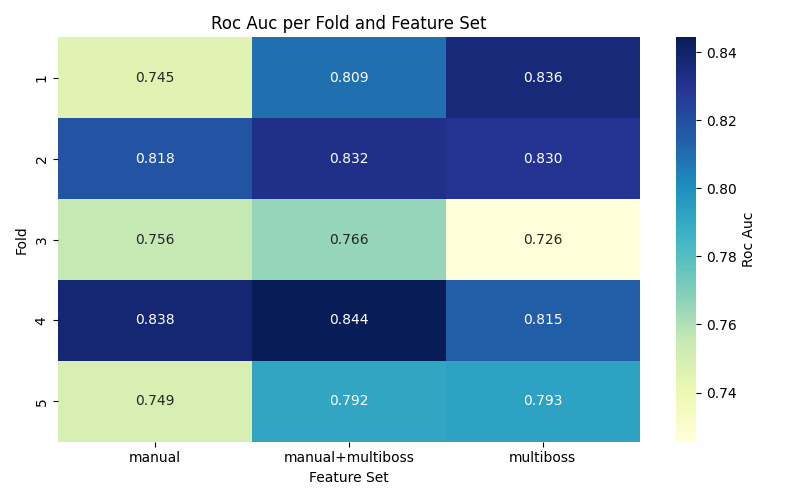 Roc Auc per Fold and Feature Set
1 0.745 0.809 0.836
2 0.818 0.832 0.830
3 0.756 0.766 0.726
4 0.838 0.844 0.815
5 0.749 0.792 0.793
Fold
manual manual+multiboss multiboss
Feature Set
0.84
0.82
0.80
0.78
0.76
0.74
Roc Auc